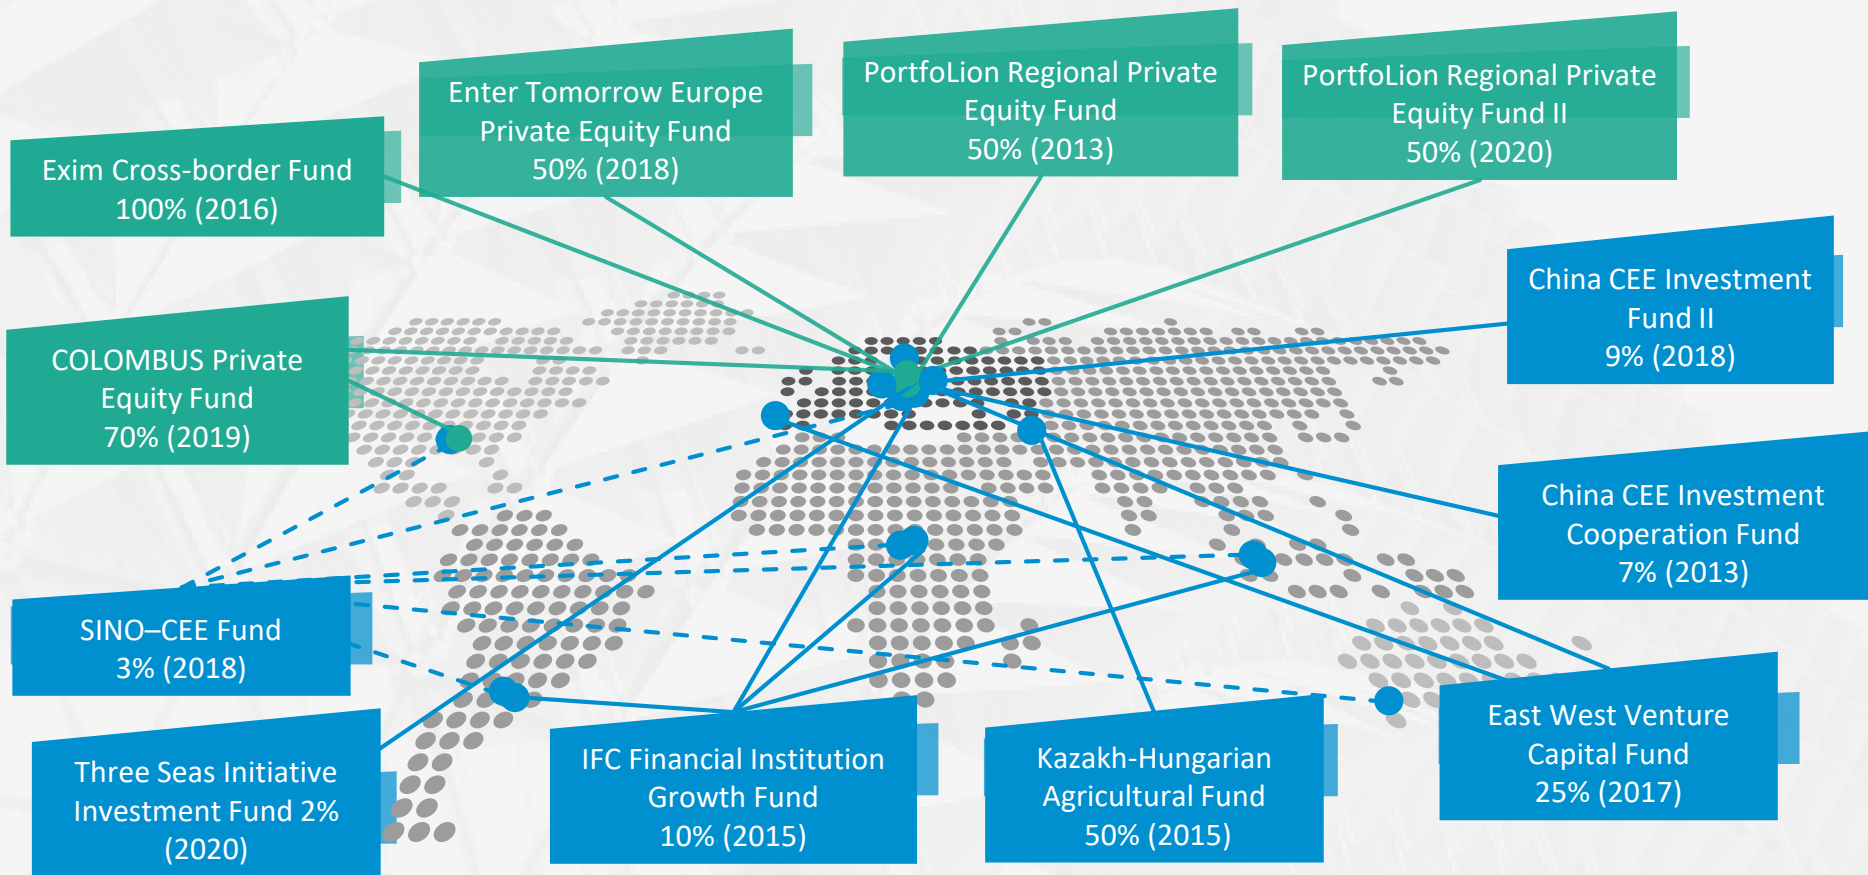 Enter Tomorrow Europe
Private Equity Fund
50% (2018)
PortfoLion Regional Private
Equity Fund
50% (2013)
PortfoLion Regional Private
Equity Fund II
50% (2020)
Exim Cross-border Fund
100% (2016)
China CEE Investment
Fund II
9% (2018)
COLOMBUS Private
Equity Fund
70% (2019)
China CEE Investment
Cooperation Fund
7% (2013)
SINO–CEE Fund
3% (2018)
Three Seas Initiative
Investment Fund 2%
(2020)
IFC Financial Institution
Growth Fund
10% (2015)
Kazakh-Hungarian
Agricultural Fund
50% (2015)
East West Venture
Capital Fund
25% (2017)